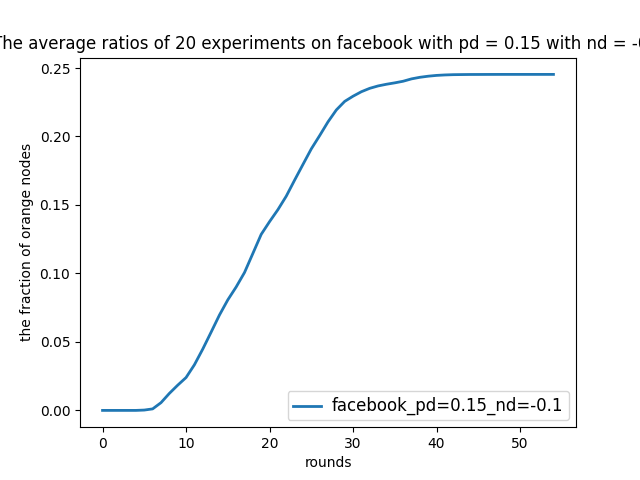 The average ratios of 20 experiments on facebook with pd = 0.15 with nd = -0
the fraction of orange nodes
0.25
0.20
0.15
0.10
0.05
0.00
facebook_pd=0.15_nd=-0.1
0 10 20 30 40 50
rounds